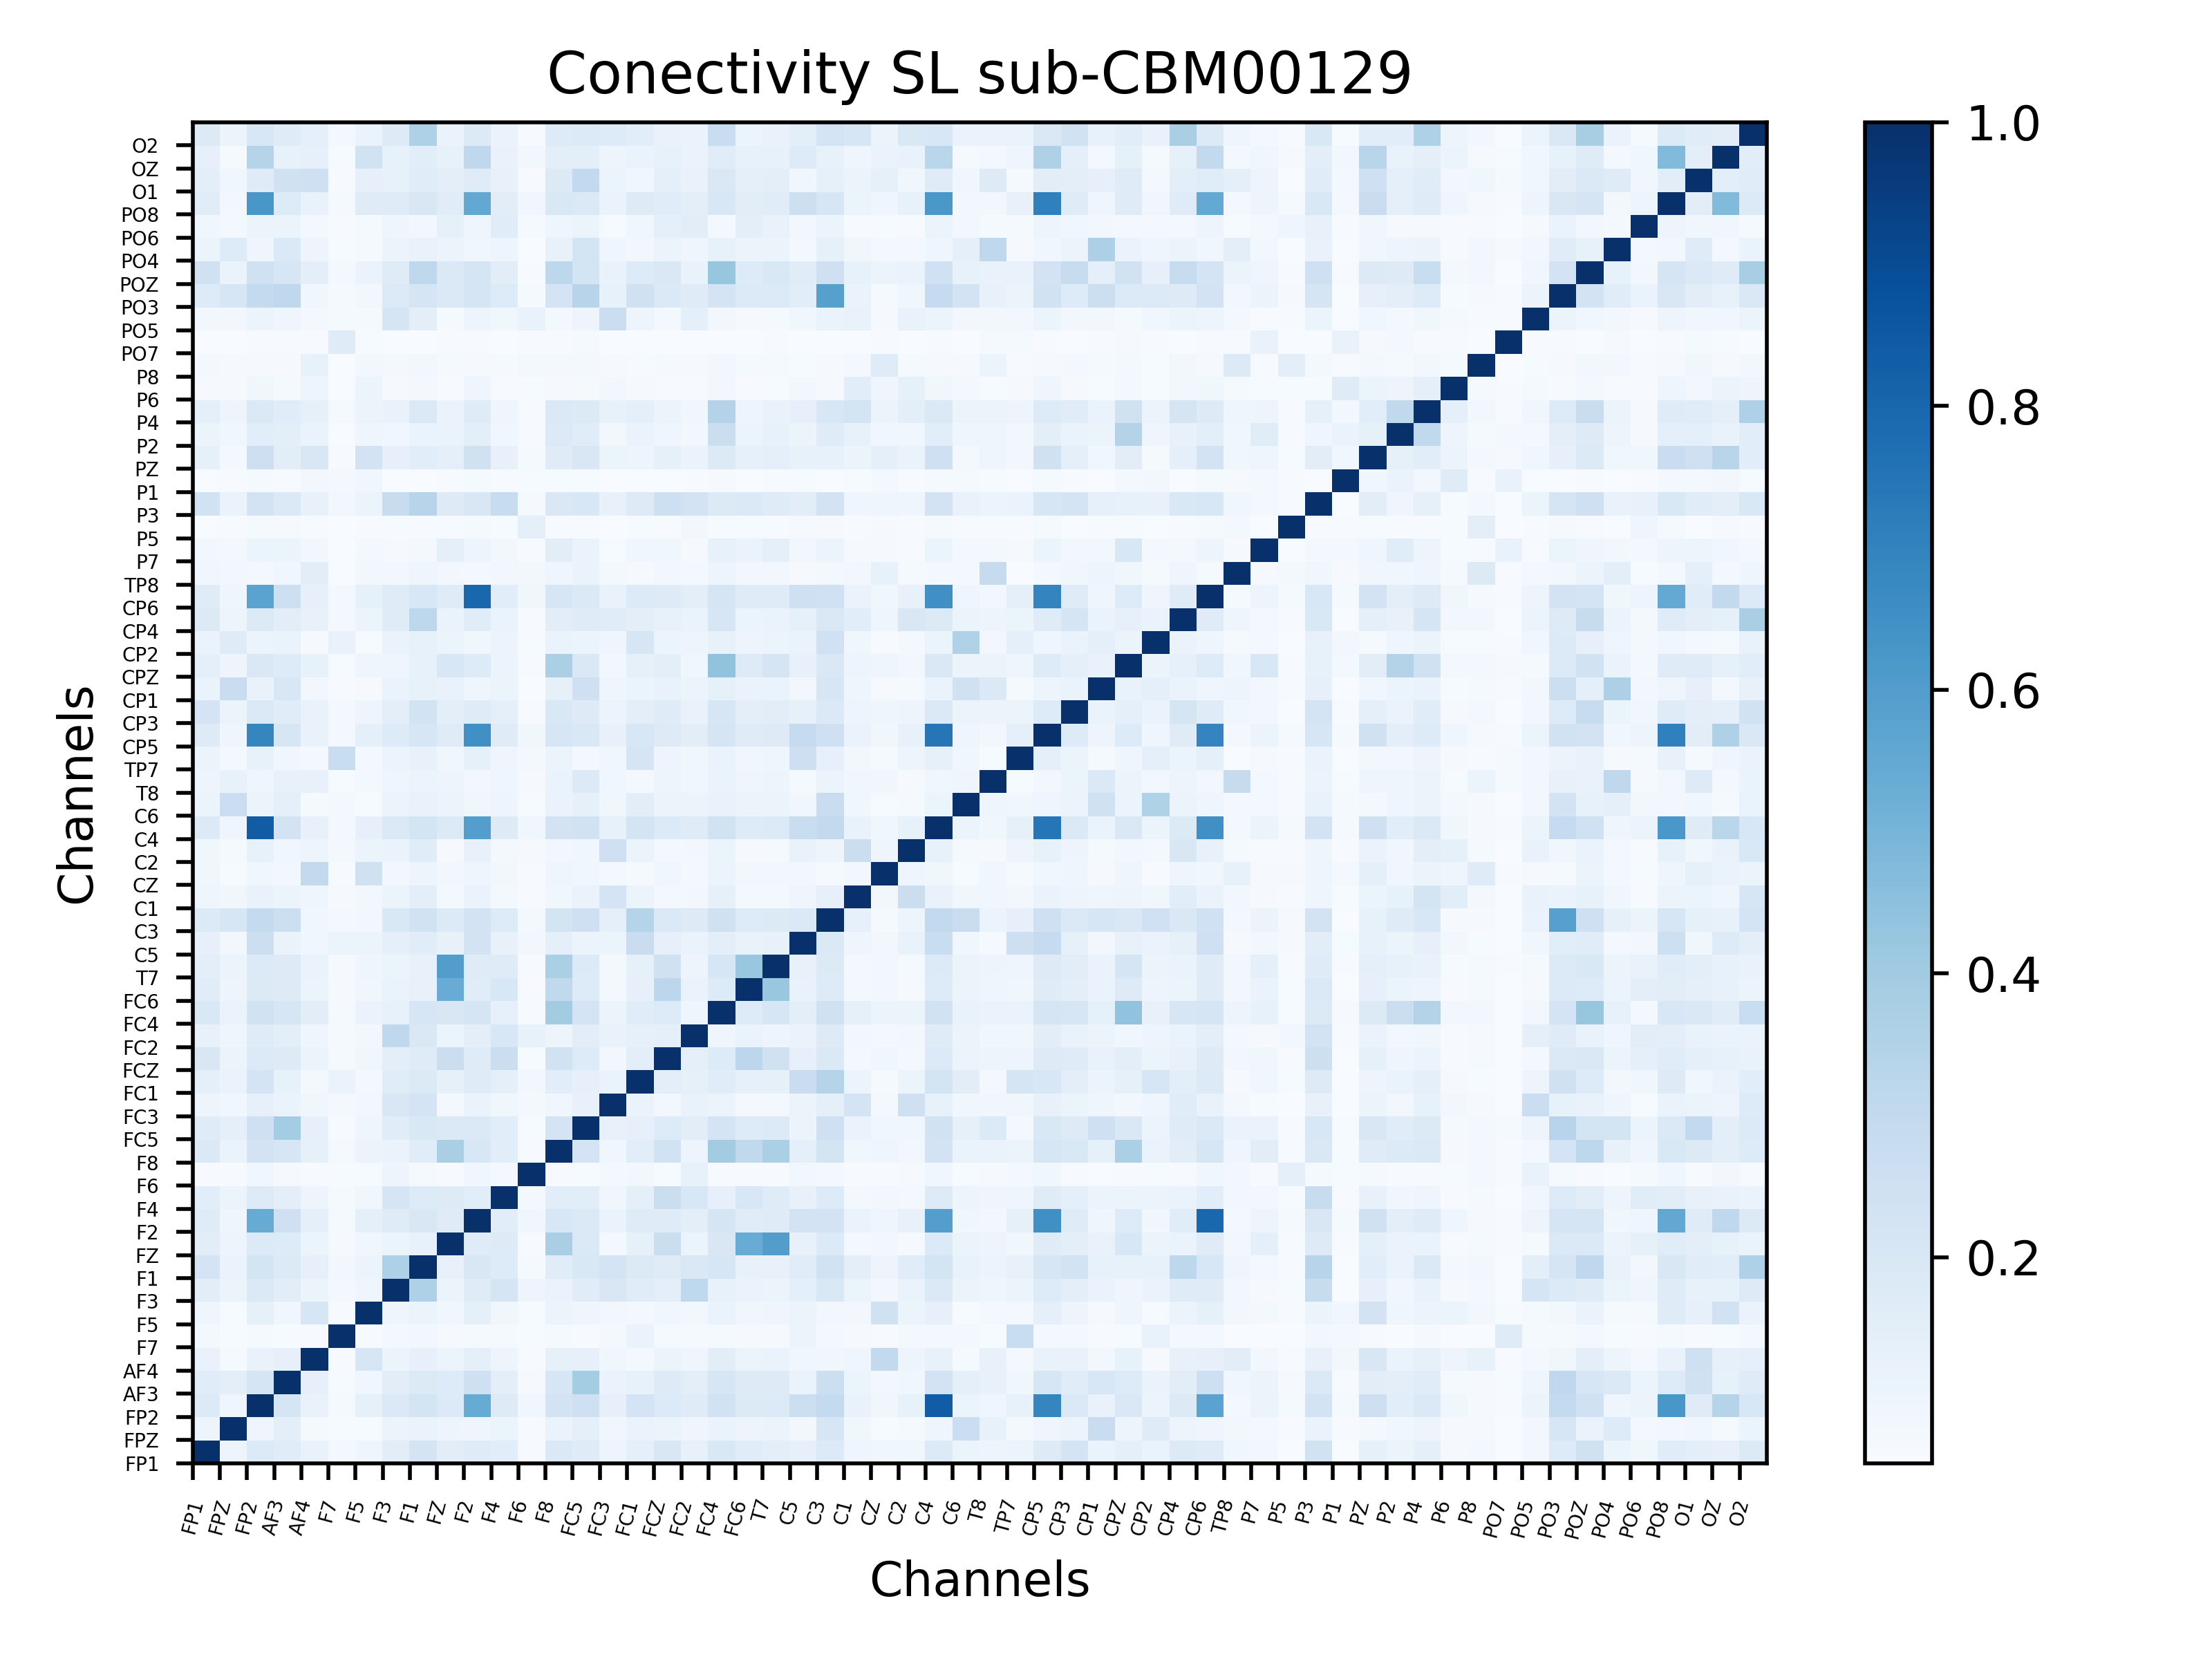 Conectivity SL sub-CBM00129
Channels
O2
OZ
O1
PO8
PO6
PO4
POZ
PO3
PO5
PO7
P8
P6
P4
P2
PZ
P1
P3
P5
P7
TP8
CP6
CP4
CP2
CPZ
CP1
CP3
CP5
TP7
T8
C6
C4
C2
CZ
C1
C3
C5
T7
FC6
FC4
FC2
FCZ
FC1
FC3
FC5
F8
F6
F4
F2
FZ
F1
F3
F5
F7
AF4
AF3
FP2
FPZ
FP1
FP1 FPZ FP2 AF3 AF4 F7 F5 F3 F1 FZ F2 F4 F6 F8 FC5 FC3 FC1 FCZ FC2 FC4 FC6 T7 C5 C3 C1 CZ C2 C4 C6 T8 TP7 CP5 CP3 CP1 CPZ CP2 CP4 CP6 TP8 P7 P5 P3 P1 PZ P2 P4 P6 P8 PO7 PO5 PO3 POZ PO4 PO6 PO8 O1 OZ O2
Channels
1.0
0.8
0.6
0.4
0.2